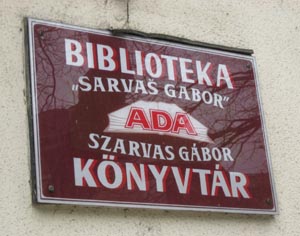 BIBLIOTEKA
„SARVAŠ GABOR”
ADA
SZARVAS GÁBOR
KÖNYVTÁR